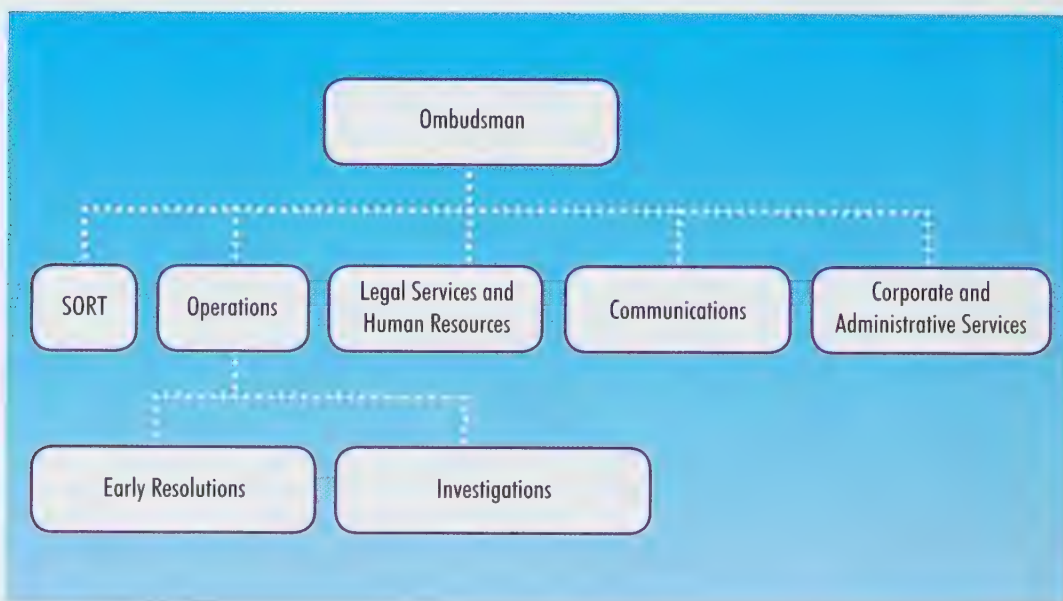 Ombudsman
SORT
Operations
Legal Services and
Human Resources
Communications
Corporate and
Administrative Services
Early Resolutions
Investigations